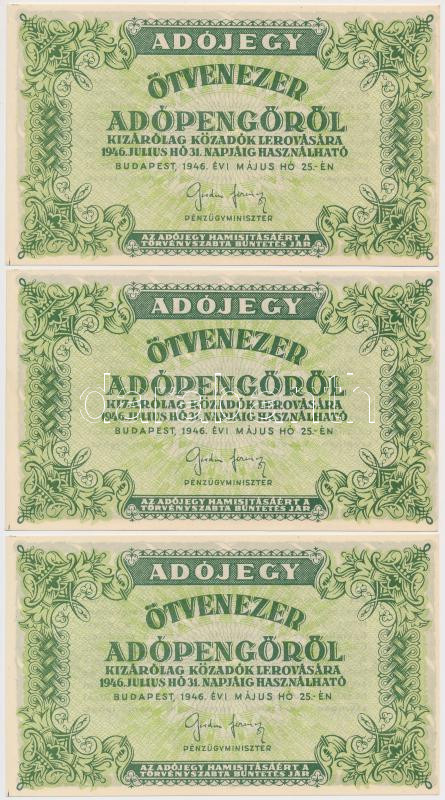 ADÓJEGY
ÖTVENEZER
ADÓPENGŐRŐL
KIZÁRÓLAG KÖZADÓK LEROVÁSÁRA
1946. JULIUS HÓ 31. NAPJÁIG HASZNÁLHATÓ
BUDAPEST, 1946. ÉVI MÁJUS HÓ 25.-ÉN
PÉNZÜGYMINISZTER
AZ ADÓJEGY HAMISITÁSÁÉRT A
TÖRVÉNYSZABTA BÜNTETÉS JÁR
ADÓJEGY
ÖTVENEZER
ADÓPENGŐRŐL
KIZÁRÓLAG KÖZADÓK LEROVÁSÁRA
1946. JULIUS HÓ 31. NAPJÁIG HASZNÁLHATÓ
BUDAPEST, 1946. ÉVI MÁJUS HÓ 25.-ÉN
PÉNZÜGYMINISZTER
AZ ADÓJEGY HAMISITÁSÁÉRT A
TÖRVÉNYSZABTA BÜNTETÉS JÁR
ADÓJEGY
ÖTVENEZER
ADÓPENGŐRŐL
KIZÁRÓLAG KÖZADÓK LEROVÁSÁRA
1946. JULIUS HÓ 31. NAPJÁIG HASZNÁLHATÓ
BUDAPEST, 1946. ÉVI MÁJUS HÓ 25.-ÉN
PÉNZÜGYMINISZTER
AZ ADÓJEGY HAMISITÁSÁÉRT A
TÖRVÉNYSZABTA BÜNTETÉS JÁR